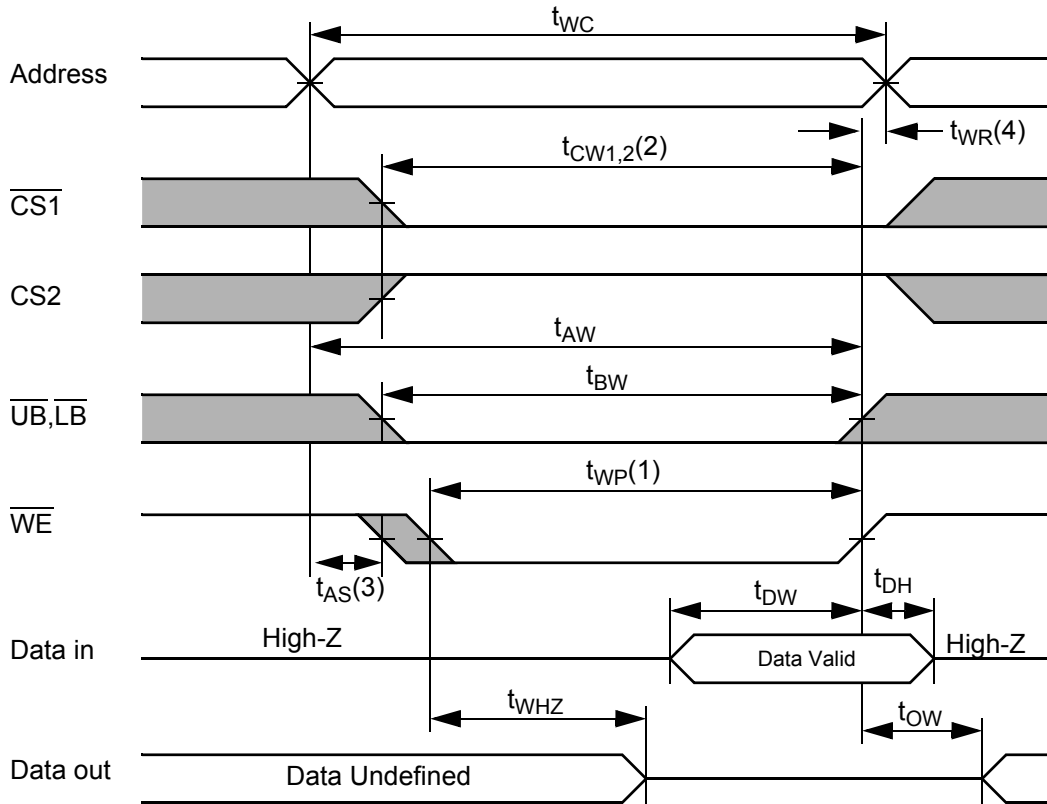 tWC
Address
tWR(4)
tCW1,2(2)
CS1
CS2
tAW
tBW
UB,LB
tWP(1)
WE
tAS(3)
tDW
tDH
High-Z
Data in
Data Valid
High-Z
tWHZ
tOW
Data out
Data Undefined